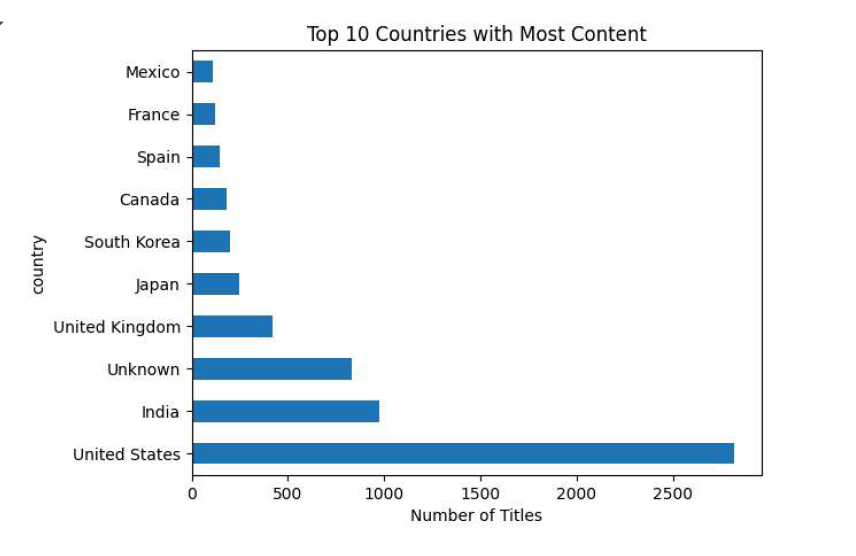 Top 10 Countries with Most Content
Mexico
France
Spain
Canada
South Korea
Japan
United Kingdom
Unknown
India
United States
country
0 500 1000 1500 2000 2500
Number of Titles